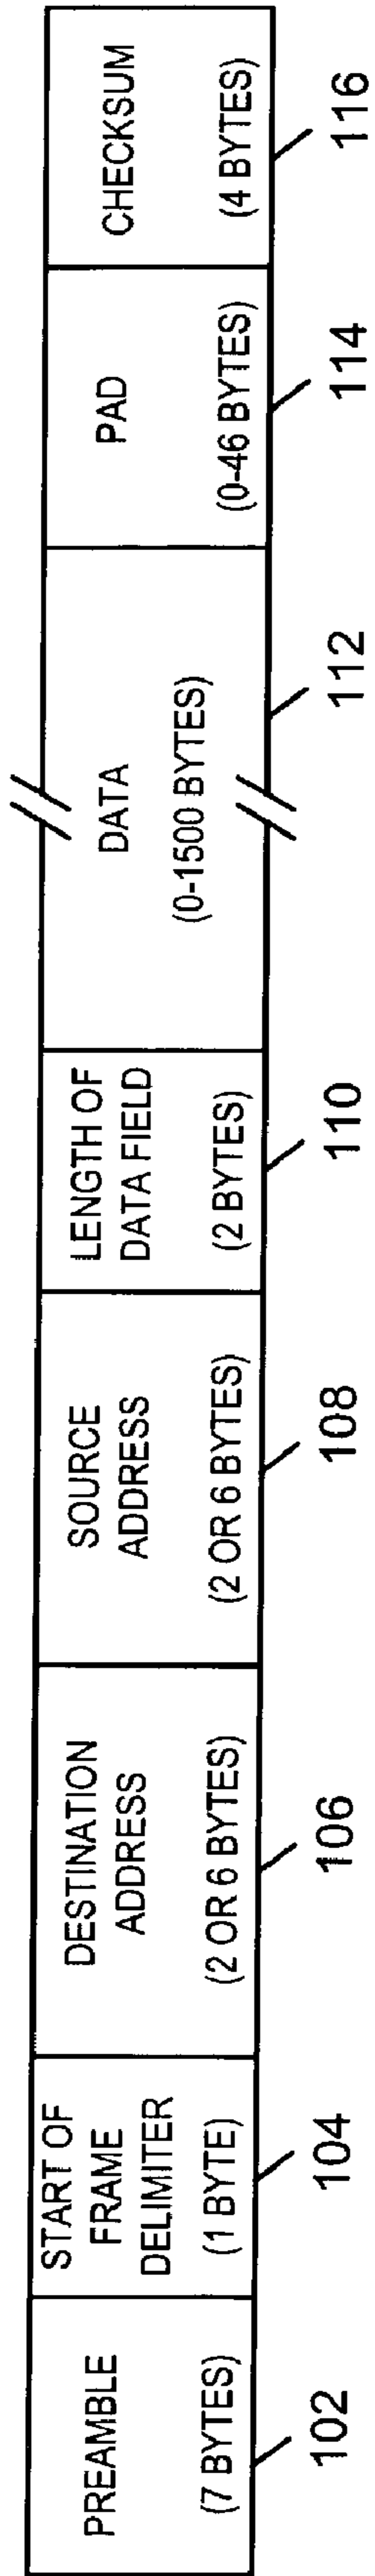 PREAMBLE
(7 BYTES)
102
START OF
FRAME
DELIMITER
(1 BYTE)
104
DESTINATION
ADDRESS
(2 OR 6 BYTES)
106
SOURCE
ADDRESS
(2 OR 6 BYTES)
108
LENGTH OF
DATA FIELD
(2 BYTES)
110
DATA
(0-1500 BYTES)
112
PAD
(0-46 BYTES)
114
CHECKSUM
(4 BYTES)
116